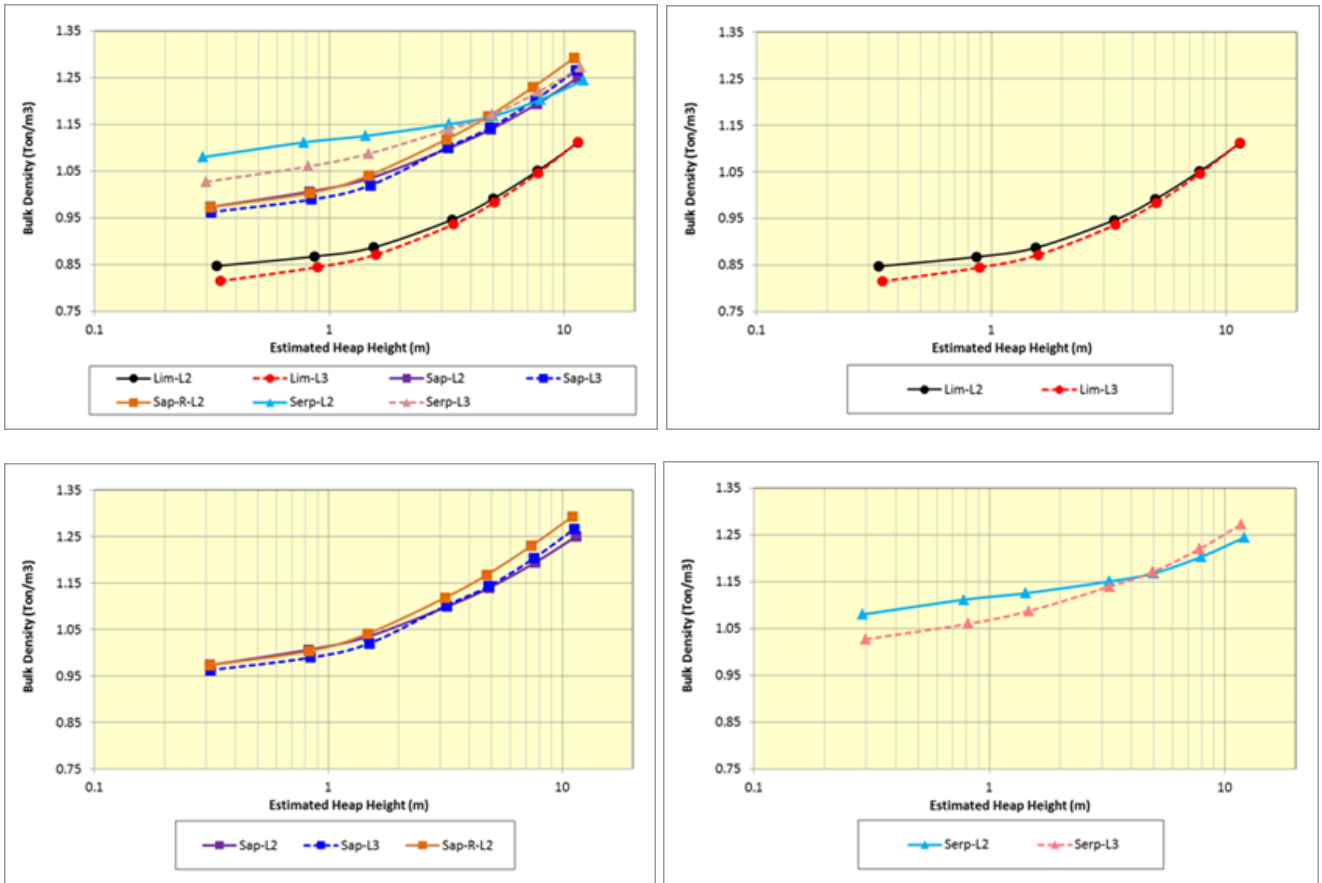 1.35
1.25
1.15
1.05
0.95
0.85
0.75
Bulk Density (Ton/m3)
0.1 1 10
Estimated Heap Height (m)
Lim-L2 Lim-L3 Sap-L2 Sap-L3
Sap-R-L2 Serp-L2 Serp-L3
1.35
1.25
1.15
1.05
0.95
0.85
0.75
Bulk Density (Ton/m3)
0.1 1 10
Estimated Heap Height (m)
Lim-L2 Lim-L3
1.35
1.25
1.15
1.05
0.95
0.85
0.75
Bulk Density (Ton/m3)
0.1 1 10
Estimated Heap Height (m)
Sap-L2 Sap-L3 Sap-R-L2
1.35
1.25
1.15
1.05
0.95
0.85
0.75
Bulk Density (Ton/m3)
0.1 1 10
Estimated Heap Height (m)
Serp-L2 Serp-L3